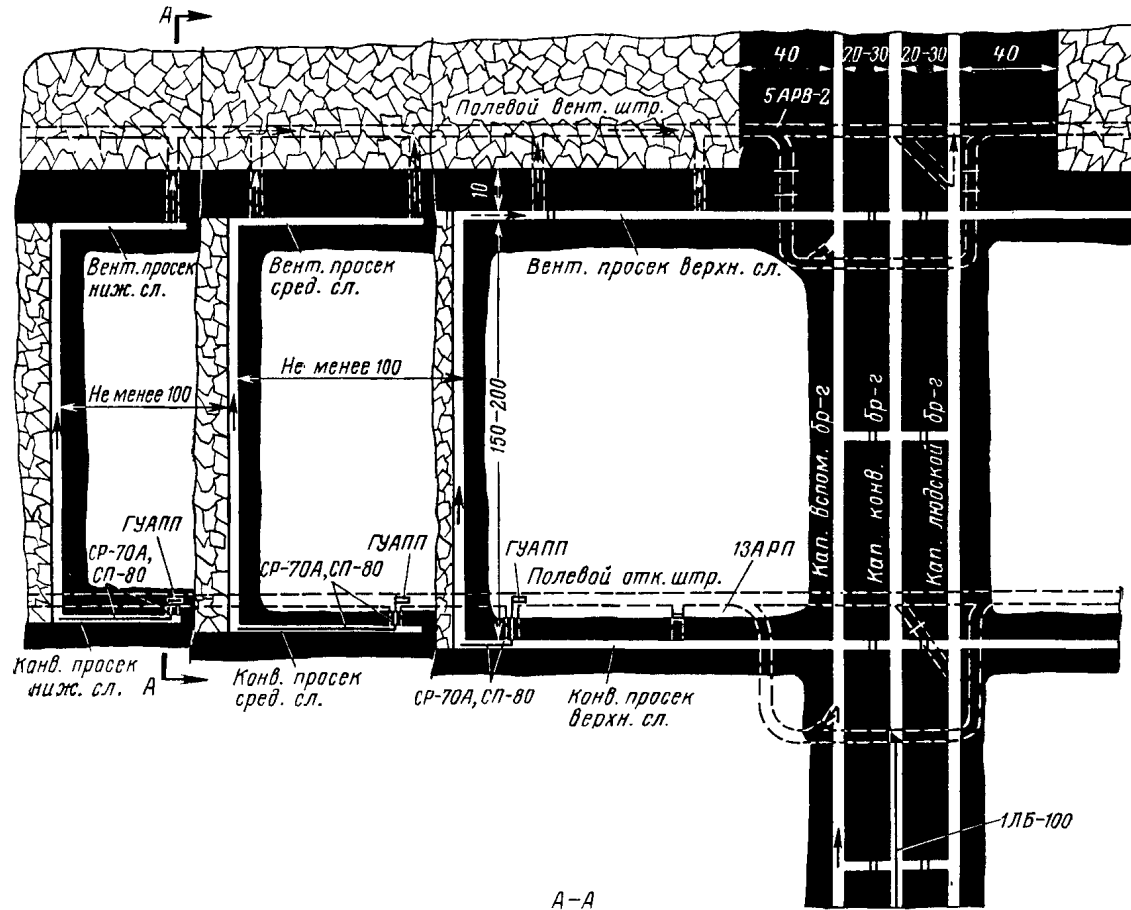 А
40
20-30
20-30
40
5АРВ-2
Полевой вент. штр.
10
Вент. просек
ниж. сл.
Вент. просек
сред. сл.
Вент. просек верхн. сл.
Не менее 100
Не менее 100
150-200
Кап. вспом. бр-г
Кап. конв. бр-г
Кап. людской бр-г
ГУАПП
СР-70А,
СП-80
ГУАПП
СР-70А, СП-80
ГУАПП
13АРП
Полевой отк. штр.
Конв. просек
ниж. сл.
А
Конв. просек
сред. сл.
СР-70А, СП-80
Конв. просек
верхн. сл.
1ЛБ-100
А-А